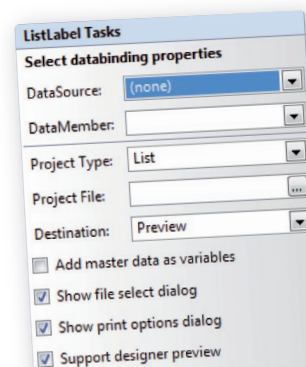 ListLabel Tasks
Select databinding properties
DataSource: (none)
DataMember:
Project Type: List
Project File: ...
Destination: Preview
Add master data as variables
Show file select dialog
Show print options dialog
Support designer preview